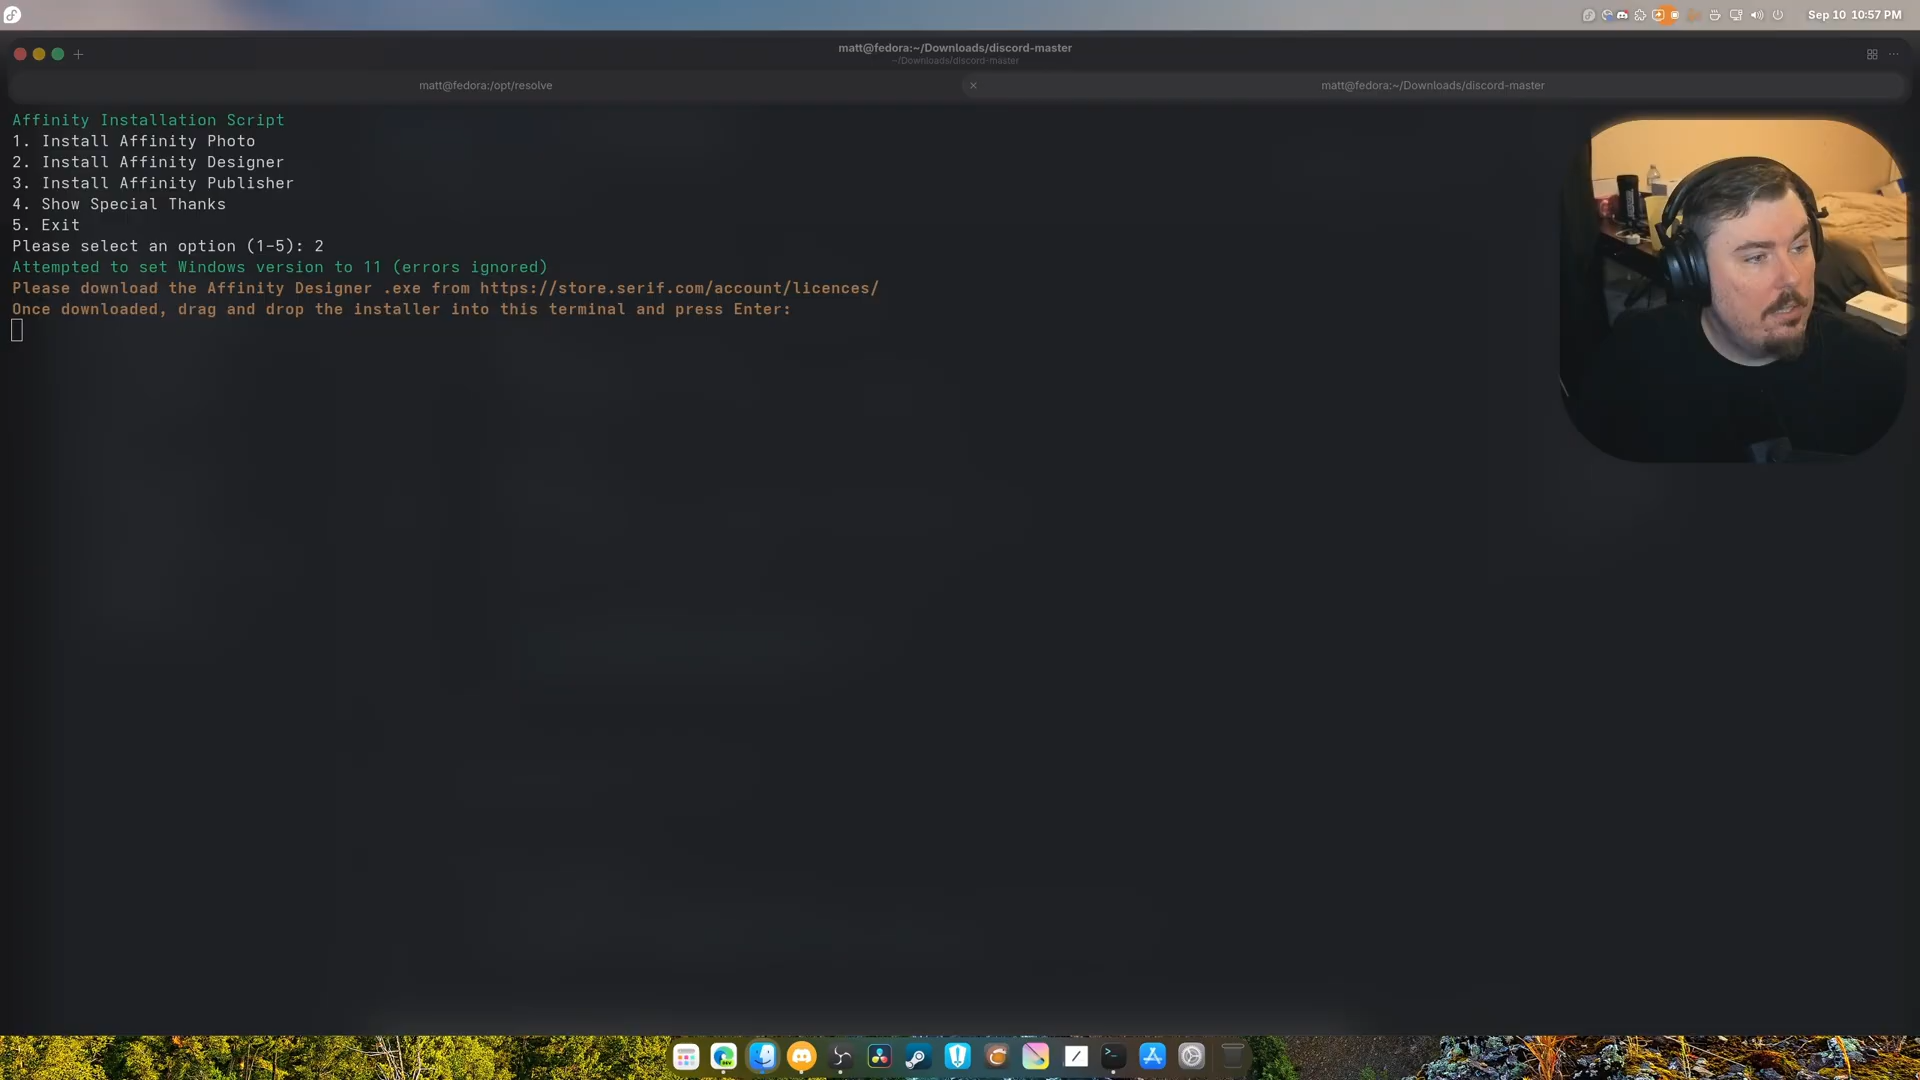 Sep 10 10:57 PM
matt@fedora:~/Downloads/discord-master
~/Downloads/discord-master
matt@fedora:/opt/resolve
matt@fedora:~/Downloads/discord-master
Affinity Installation Script
1. Install Affinity Photo
2. Install Affinity Designer
3. Install Affinity Publisher
4. Show Special Thanks
5. Exit
Please select an option (1-5): 2
Attempted to set Windows version to 11 (errors ignored)
Please download the Affinity Designer .exe from https://store.serif.com/account/licences/
Once downloaded, drag and drop the installer into this terminal and press Enter: